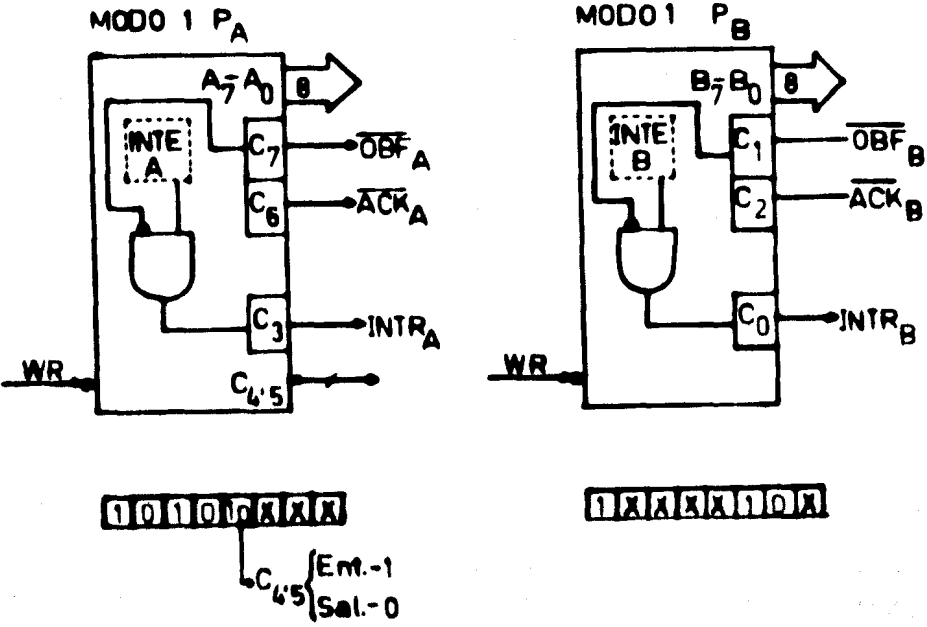 MODO 1 PA
A7-A0
8
INTE
A
C7
OBFA
C6
ACKA
C3
INTRA
WR
C4'5
1 0 1 0 1/0 X X X
C4'5
Ent.-1
Sal.-0
MODO 1 PB
B7-B0
8
INTE
B
C1
OBFB
C2
ACKB
C0
INTRB
WR
1 X X X X 1 0 X